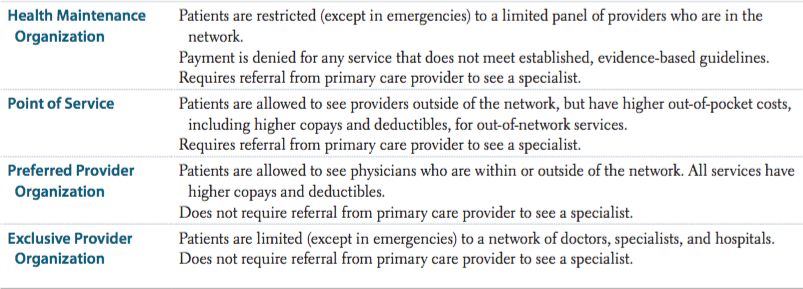 Health Maintenance Organization
Patients are restricted (except in emergencies) to a limited panel of providers who are in the
network.
Payment is denied for any service that does not meet established, evidence-based guidelines.
Requires referral from primary care provider to see a specialist.
Point of Service
Patients are allowed to see providers outside of the network, but have higher out-of-pocket costs,
including higher copays and deductibles, for out-of-network services.
Requires referral from primary care provider to see a specialist.
Preferred Provider Organization
Patients are allowed to see physicians who are within or outside of the network. All services have
higher copays and deductibles.
Does not require referral from primary care provider to see a specialist.
Exclusive Provider Organization
Patients are limited (except in emergencies) to a network of doctors, specialists, and hospitals.
Does not require referral from primary care provider to see a specialist.